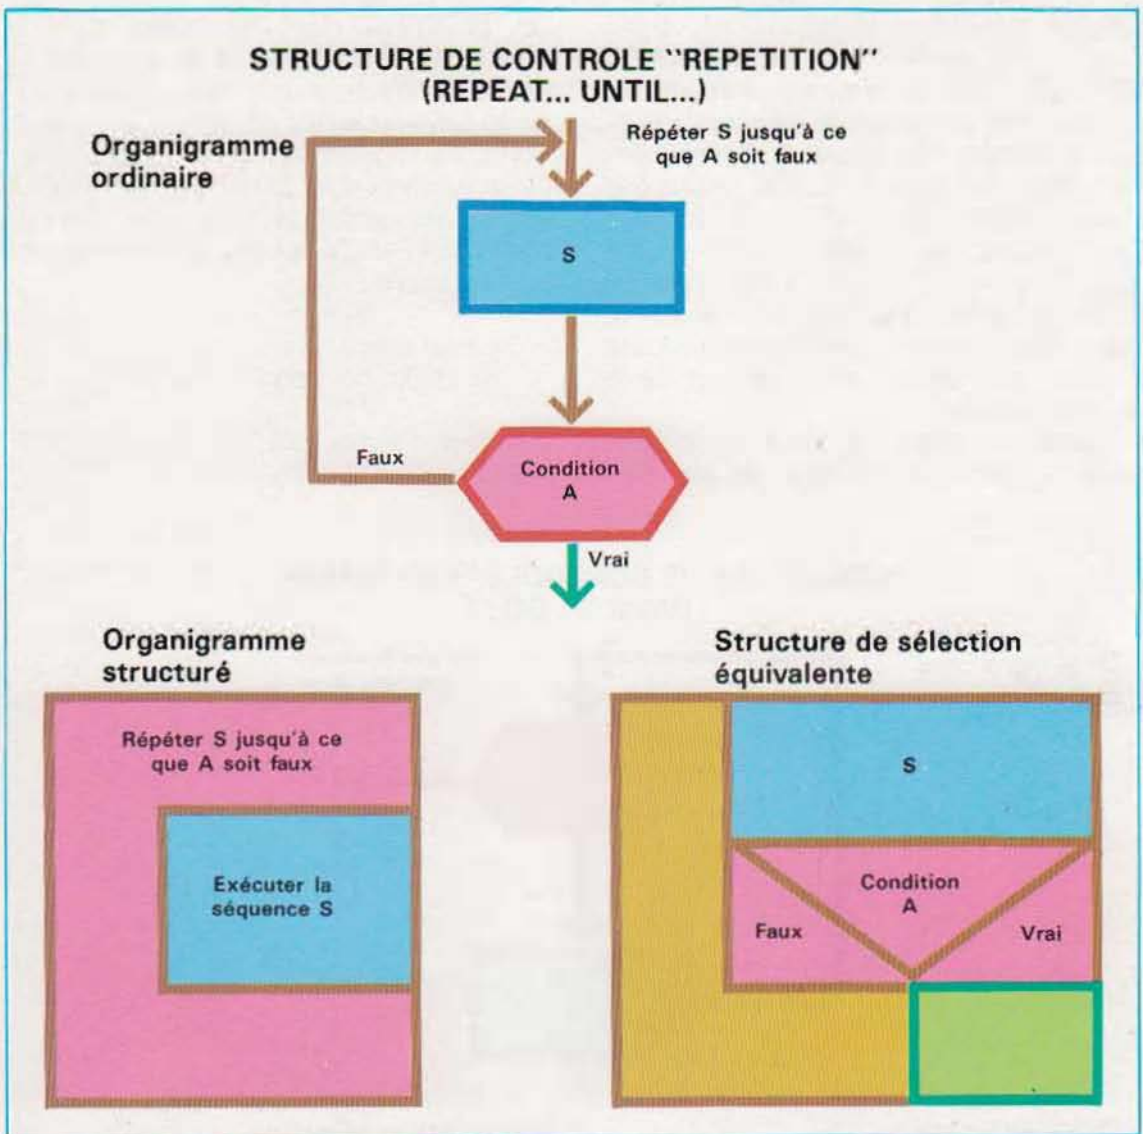 STRUCTURE DE CONTROLE "REPETITION"
(REPEAT... UNTIL...)
Organigramme
ordinaire
Répéter S jusqu'à ce
que A soit faux
S
Faux
Condition
A
Vrai
Organigramme
structuré
Répéter S jusqu'à ce
que A soit faux
Exécuter la
séquence S
Structure de sélection
équivalente
S
Condition
A
Faux
Vrai